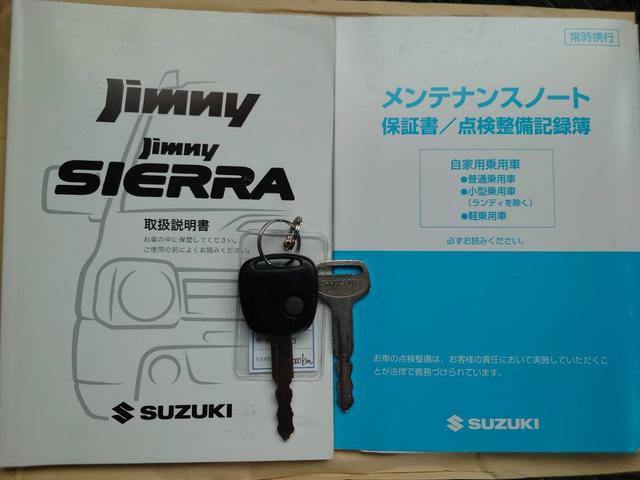 Jimny
Jimny
SIERRA
取扱説明書
お車の中に保管してください。
ご使用の前によくお読みください。
SUZUKI
常時携行
メンテナンスノート
保証書／点検整備記録簿
自家用乗用車
●普通乗用車
●小型乗用車
(ランディを除く)
●軽乗用車
必ずお読みください。
お車の点検整備は、お客様の責任において実施していただくこ
とが法律で義務づけられています。
SUZUKI
SUZUKI
NAME